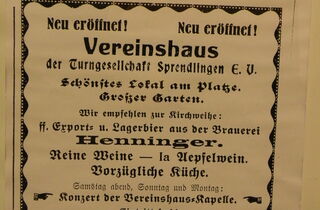 Neu eröffnet! Neu eröffnet!
Vereinshaus
der Turngesellschaft Sprendlingen E. V.
Schönstes Lokal am Platze.
Großer Garten.
Wir empfehlen zur Kirchweihe:
ff. Export- u. Lagerbier aus der Brauerei
Henninger.
Reine Weine — la Aepfelwein.
Vorzügliche Küche.
Samstag abend, Sonntag und Montag:
Konzert der Vereinshaus-Kapelle.